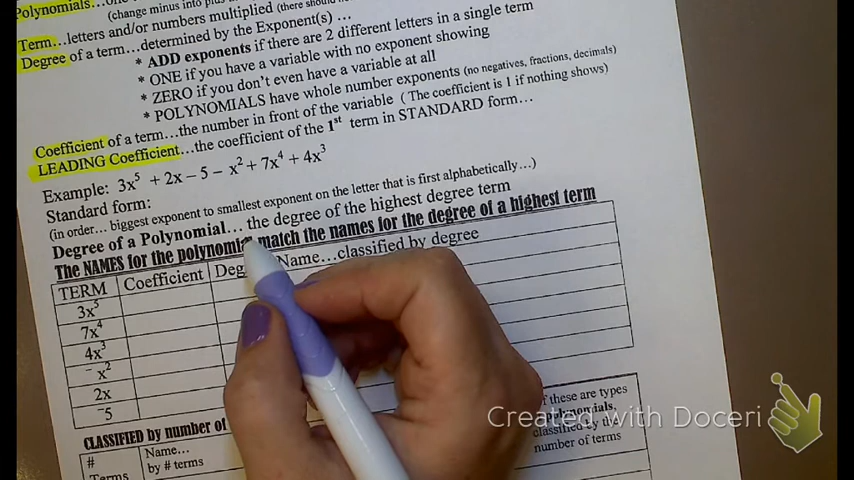 Polynomials...
(change minus into plus
Term...letters and/or numbers multiplied (there
Degree of a term...determined by the Exponent(s) ...
* ADD exponents if there are 2 different letters in a single term
* ONE if you have a variable with no exponent showing
* ZERO if you don't even have a variable at all
* POLYNOMIALS have whole number exponents (no negatives, fractions, decimals)
Coefficient of a term...the number in front of the variable (The coefficient is 1 if nothing shows)
LEADING Coefficient...the coefficient of the 1st term in STANDARD form...
Example: 3x⁵ + 2x − 5 − x² + 7x⁴ + 4x³
Standard form:
(in order... biggest exponent to smallest exponent on the letter that is first alphabetically...)
Degree of a Polynomial... the degree of the highest degree term
The NAMES for the polynomial match the names for the degree of a highest term
TERM Coefficient Name...classified by degree
3x⁵
7x⁴
4x³
⁻x²
2x
⁻5
CLASSIFIED by number of
# Terms
Name...
by # terms
these are types
polynomials,
classified by the
number of terms
Created with Doceri